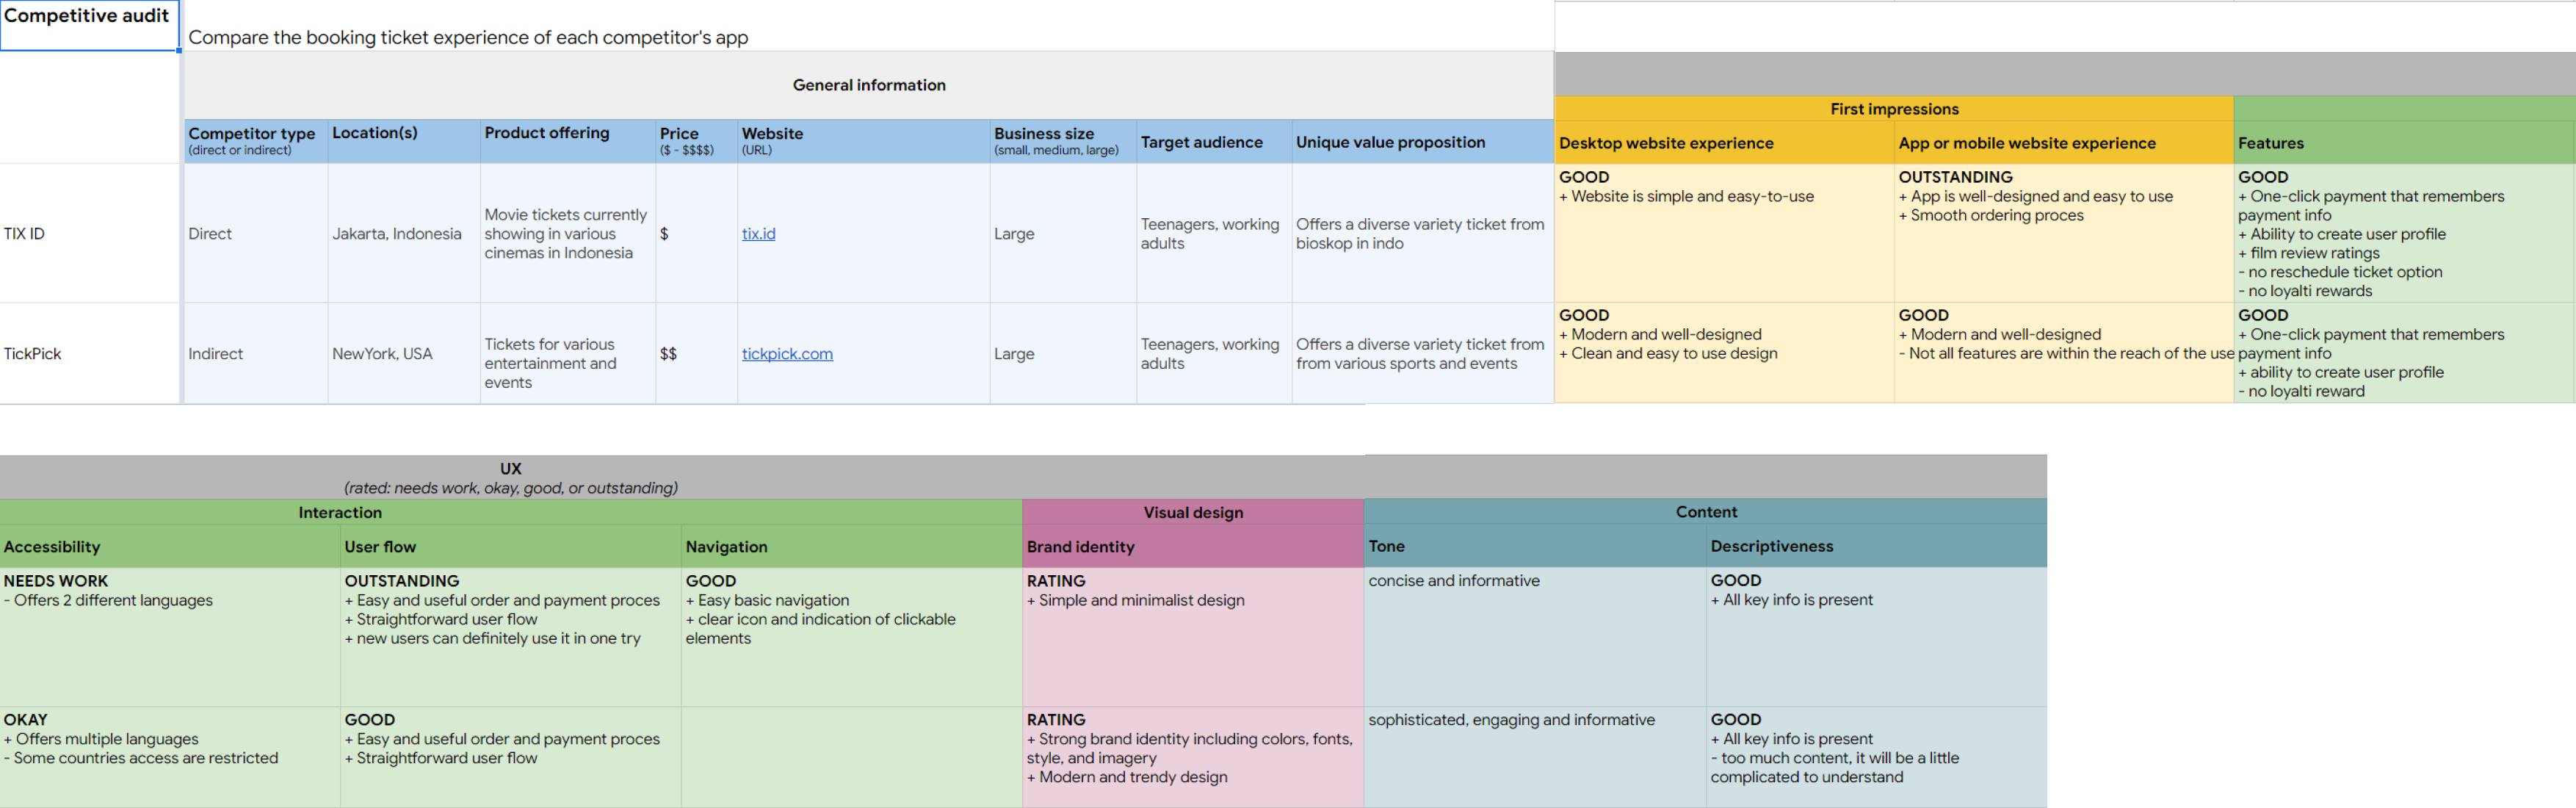 Competitive audit
Compare the booking ticket experience of each competitor's app
General information
First impressions
Competitor type
(direct or indirect)
Location(s)
Product offering
Price
($ - $$$$)
Website
(URL)
Business size
(small, medium, large)
Target audience
Unique value proposition
Desktop website experience
App or mobile website experience
Features
TIX ID
Direct
Jakarta, Indonesia
Movie tickets currently
showing in various
cinemas in Indonesia
$
tix.id
Large
Teenagers, working
adults
Offers a diverse variety ticket from
bioskop in indo
GOOD
+ Website is simple and easy-to-use
OUTSTANDING
+ App is well-designed and easy to use
+ Smooth ordering proces
GOOD
+ One-click payment that remembers
payment info
+ Ability to create user profile
+ film review ratings
- no reschedule ticket option
- no loyalti rewards
TickPick
Indirect
NewYork, USA
Tickets for various
entertainment and
events
$$
tickpick.com
Large
Teenagers, working
adults
Offers a diverse variety ticket from
from various sports and events
GOOD
+ Modern and well-designed
+ Clean and easy to use design
GOOD
+ Modern and well-designed
- Not all features are within the reach of the use
GOOD
+ One-click payment that remembers
payment info
+ ability to create user profile
- no loyalti reward
UX
(rated: needs work, okay, good, or outstanding)
Interaction
Visual design
Content
Accessibility
User flow
Navigation
Brand identity
Tone
Descriptiveness
NEEDS WORK
- Offers 2 different languages
OUTSTANDING
+ Easy and useful order and payment proces
+ Straightforward user flow
+ new users can definitely use it in one try
GOOD
+ Easy basic navigation
+ clear icon and indication of clickable
elements
RATING
+ Simple and minimalist design
concise and informative
GOOD
+ All key info is present
OKAY
+ Offers multiple languages
- Some countries access are restricted
GOOD
+ Easy and useful order and payment proces
+ Straightforward user flow
RATING
+ Strong brand identity including colors, fonts,
style, and imagery
+ Modern and trendy design
sophisticated, engaging and informative
GOOD
+ All key info is present
- too much content, it will be a little
complicated to understand